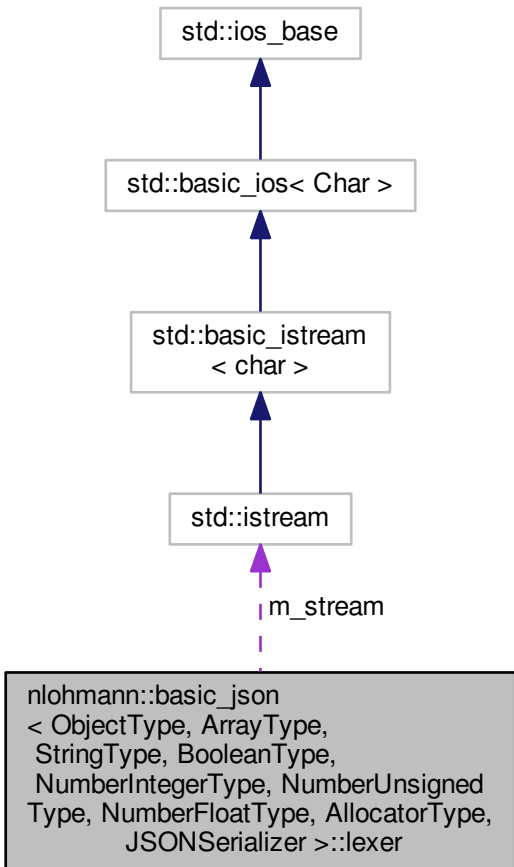 std::ios_base
std::basic_ios< Char >
std::basic_istream
< char >
std::istream
m_stream
nlohmann::basic_json
< ObjectType, ArrayType,
StringType, BooleanType,
NumberIntegerType, NumberUnsigned
Type, NumberFloatType, AllocatorType,
JSONSerializer >::lexer